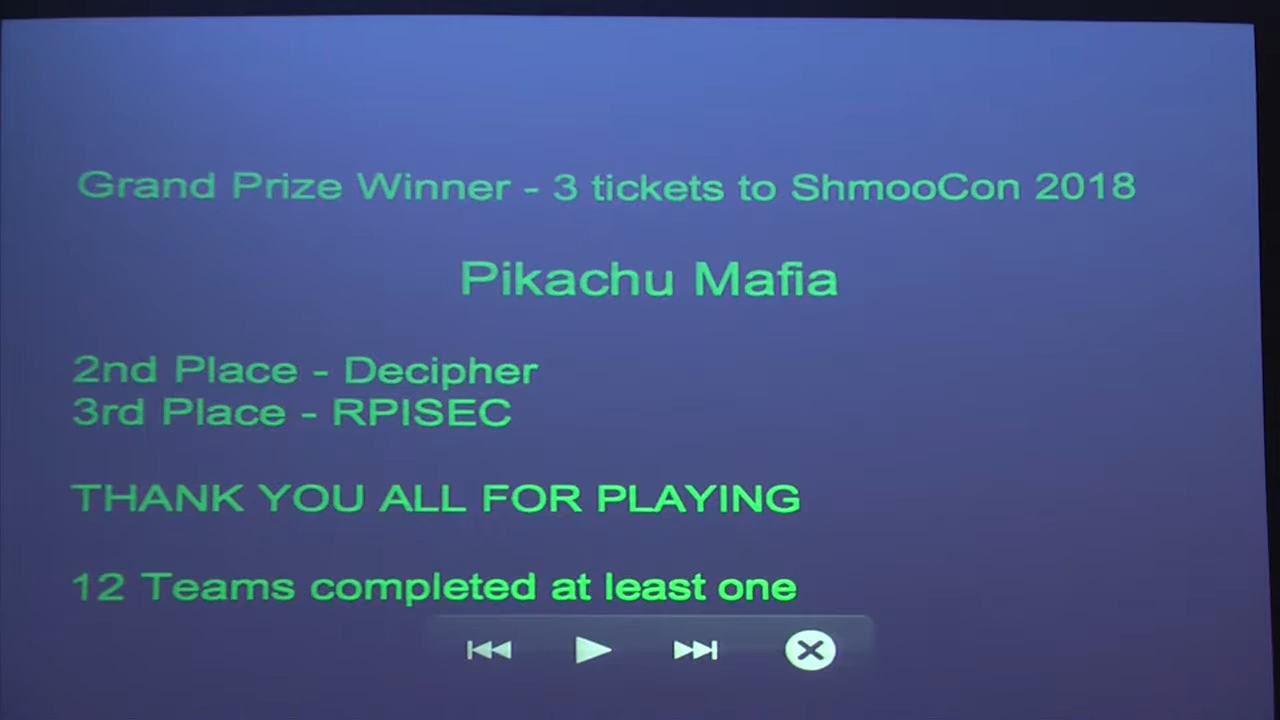 Grand Prize Winner - 3 tickets to ShmooCon 2018
Pikachu Mafia
2nd Place - Decipher
3rd Place - RPISEC
THANK YOU ALL FOR PLAYING
12 Teams completed at least one